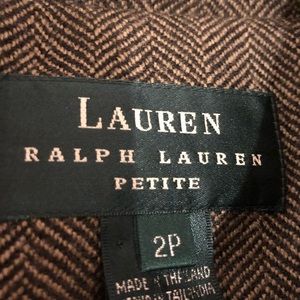 LAUREN
RALPH LAUREN
PETITE
2P
MADE IN THAILAND